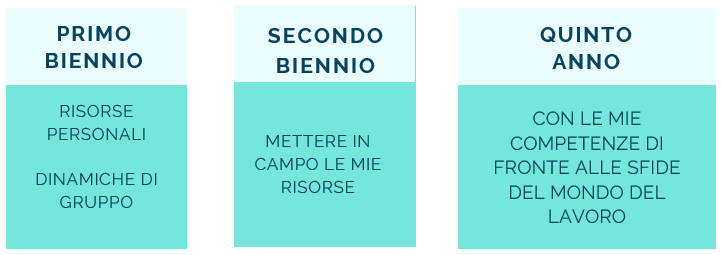 PRIMO
BIENNIO
RISORSE
PERSONALI
DINAMICHE DI
GRUPPO
SECONDO
BIENNIO
METTERE IN
CAMPO LE MIE
RISORSE
QUINTO
ANNO
CON LE MIE
COMPETENZE DI
FRONTE ALLE SFIDE
DEL MONDO DEL
LAVORO